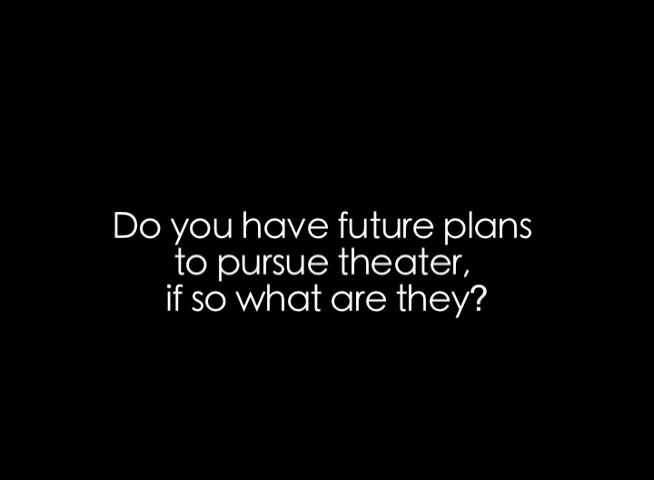 Do you have future plans
to pursue theater,
if so what are they?